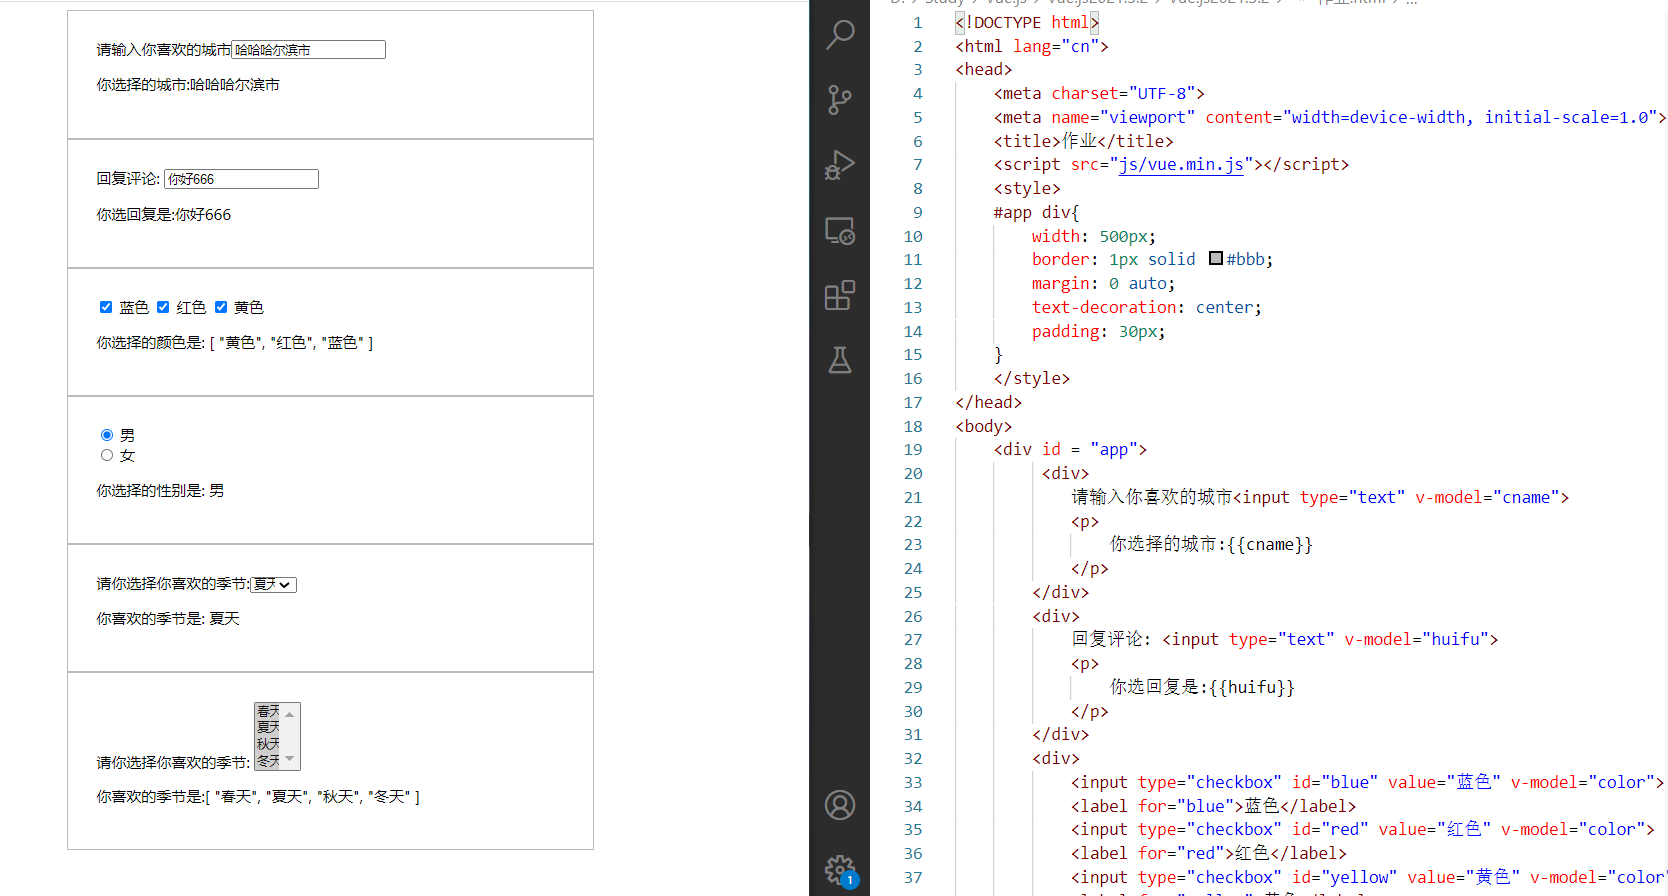 请输入你喜欢的城市 哈哈哈尔滨市
你选择的城市:哈哈哈尔滨市
回复评论: 你好666
你选回复是:你好666
蓝色 红色 黄色
你选择的颜色是: [ "黄色", "红色", "蓝色" ]
男
女
你选择的性别是: 男
请你选择你喜欢的季节: 夏天
你喜欢的季节是: 夏天
春天
夏天
秋天
请你选择你喜欢的季节: 冬天
你喜欢的季节是:[ "春天", "夏天", "秋天", "冬天" ]
1
1 <!DOCTYPE html>
2 <html lang="cn">
3 <head>
4 <meta charset="UTF-8">
5 <meta name="viewport" content="width=device-width, initial-scale=1.0">
6 <title>作业</title>
7 <script src="js/vue.min.js"></script>
8 <style>
9 #app div{
10 width: 500px;
11 border: 1px solid #bbb;
12 margin: 0 auto;
13 text-decoration: center;
14 padding: 30px;
15 }
16 </style>
17 </head>
18 <body>
19 <div id = "app">
20 <div>
21 请输入你喜欢的城市<input type="text" v-model="cname">
22 <p>
23 你选择的城市:{{cname}}
24 </p>
25 </div>
26 <div>
27 回复评论: <input type="text" v-model="huifu">
28 <p>
29 你选回复是:{{huifu}}
30 </p>
31 </div>
32 <div>
33 <input type="checkbox" id="blue" value="蓝色" v-model="color">
34 <label for="blue">蓝色</label>
35 <input type="checkbox" id="red" value="红色" v-model="color">
36 <label for="red">红色</label>
37 <input type="checkbox" id="yellow" value="黄色" v-model="color"